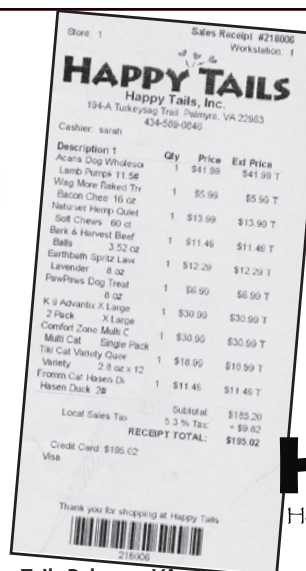 Store: 1 Sales Receipt #218006
Workstation: 1
HAPPY TAILS
Happy Tails, Inc.
194-A Turkeysag Trail Palmyra, VA 22963
434-589-0846
Cashier: sarah
Description 1 Qty Price Ext Price
Acana Dog Wholesor 1 $41.99 $41.99 T
Lamb Pumpk 11.5#
Wag More Baked Tre 1 $5.99 $5.99 T
Bacon Chee 16 oz
Naturvet Hemp Quiet 1 $13.99 $13.99 T
Soft Chews 60 ct
Berk & Harvest Beef 1 $11.46 $11.46 T
Balls 3.52 oz
Earthbath Spritz Lave 1 $12.29 $12.29 T
Lavender 8 oz
PawPaws Dog Treat 1 $6.99 $6.99 T
8 oz
K 9 Advantix X Large 1 $30.99 $30.99 T
2 Pack X Large
Comfort Zone Multi C 1 $30.99 $30.99 T
Multi Cat Single Pack
Tiki Cat Variety Quee 1 $18.99 $18.99 T
Variety 2.8 oz x 12
Fromm Cat Hasen Du 1 $11.46 $11.46 T
Hasen Duck 2#
Subtotal: $185.20
Local Sales Tax 5.3 % Tax: + $9.82
RECEIPT TOTAL: $195.02
Credit Card: $195.02
Visa
Thank you for shopping at Happy Tails
218006